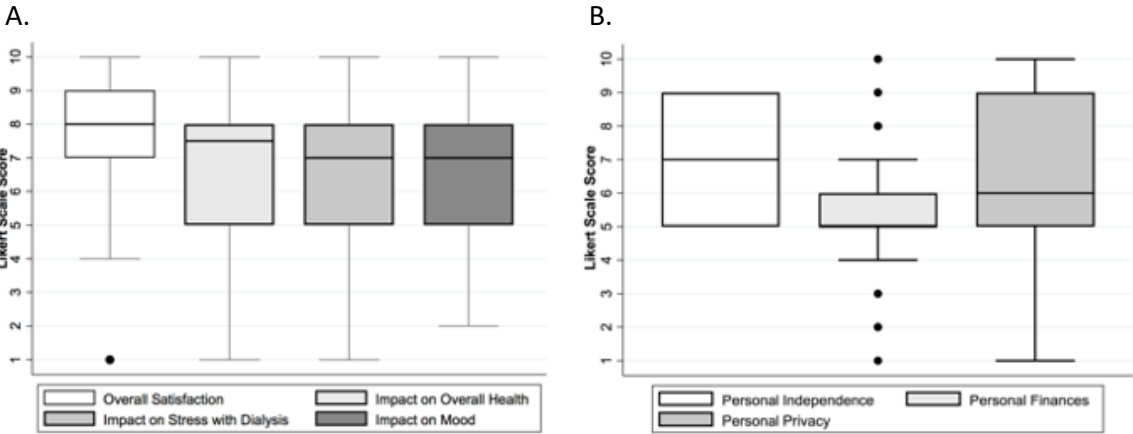 A.
B.
Likert Scale Score
10
9
8
7
6
5
4
3
2
1
Overall Satisfaction
Impact on Overall Health
Impact on Stress with Dialysis
Impact on Mood
Likert Scale Score
10
9
8
7
6
5
4
3
2
1
Personal Independence
Personal Finances
Personal Privacy